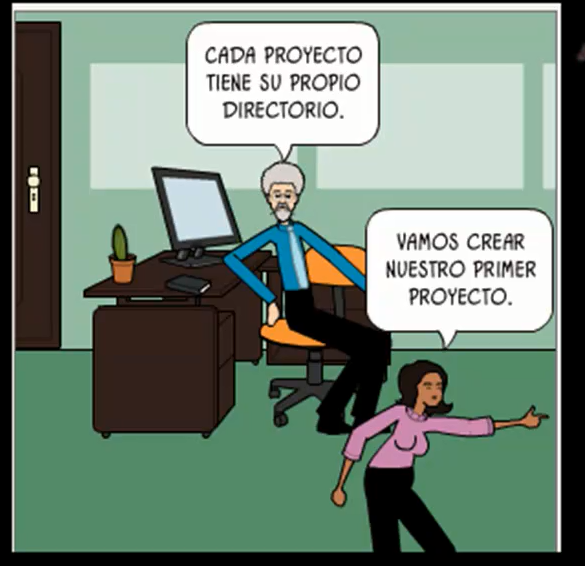 CADA PROYECTO
TIENE SU PROPIO
DIRECTORIO.
VAMOS CREAR
NUESTRO PRIMER
PROYECTO.